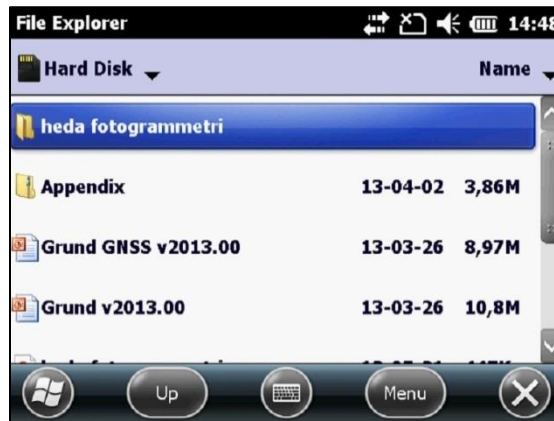 File Explorer 14:48
Hard Disk Name
heda fotogrammetri
Appendix 13-04-02 3,86M
Grund GNSS v2013.00 13-03-26 8,97M
Grund v2013.00 13-03-26 10,8M
Up Menu